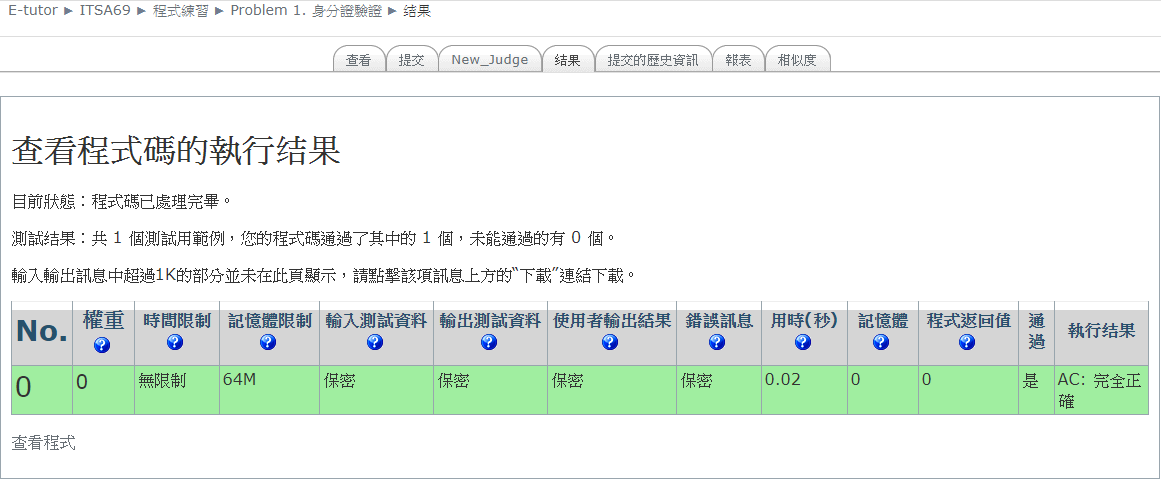 E-tutor ► ITSA69 ► 程式練習 ► Problem 1. 身分證驗證 ► 结果
查看 提交 New_Judge 结果 提交的歷史資訊 報表 相似度
查看程式碼的執行结果
目前狀態：程式碼已處理完畢。
測試结果：共 1 個測試用範例，您的程式碼通過了其中的 1 個，未能通過的有 0 個。
輸入輸出訊息中超過1K的部分並未在此頁顯示，請點擊該項訊息上方的“下載”連結下載。
No. 權重 時間限制 記憶體限制 輸入測試資料 輸出測試資料 使用者輸出結果 錯誤訊息 用時(秒) 記憶體 程式返回值 通過 執行结果
0 0 無限制 64M 保密 保密 保密 保密 0.02 0 0 是 AC: 完全正確
查看程式